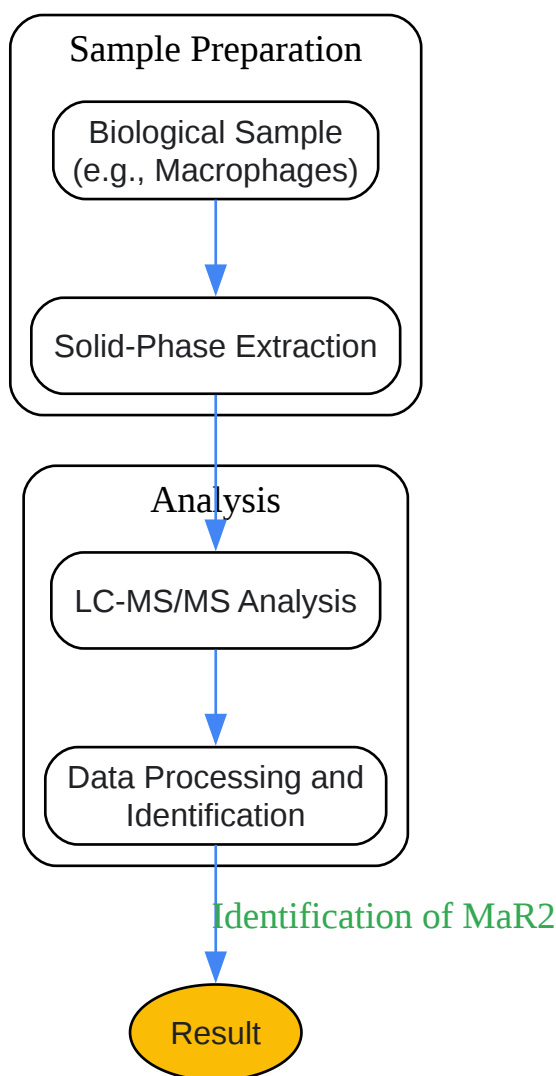 Sample Preparation
Biological Sample
(e.g., Macrophages)
Solid-Phase Extraction
Analysis
LC-MS/MS Analysis
Data Processing and
Identification
Identification of MaR2
Result